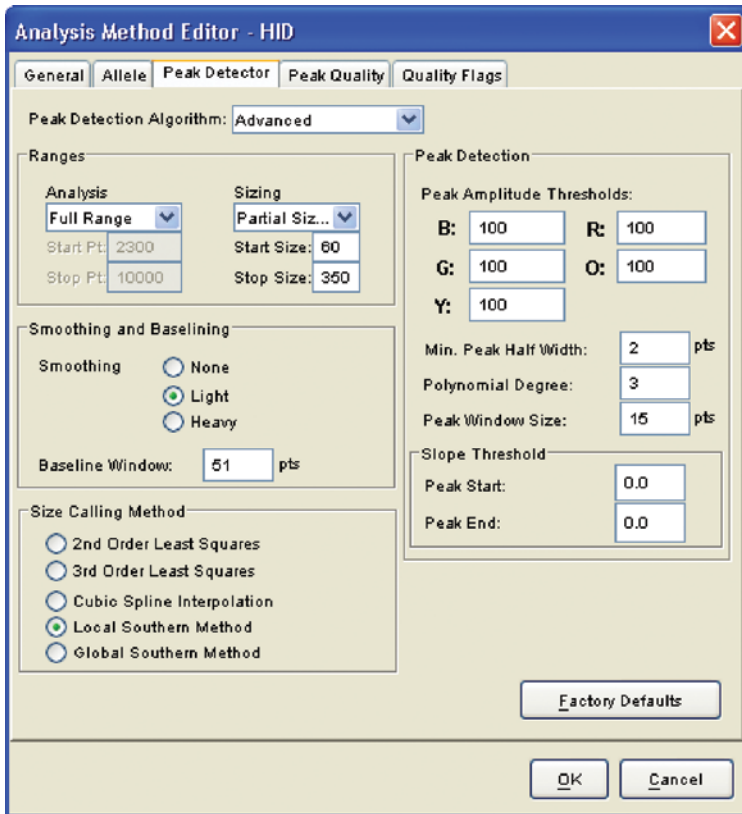 Analysis Method Editor - HID
General Allele Peak Detector Peak Quality Quality Flags
Peak Detection Algorithm: Advanced
Ranges
Analysis
Full Range
Start Pt: 2300
Stop Pt: 10000
Sizing
Partial Siz...
Start Size: 60
Stop Size: 350
Smoothing and Baselining
Smoothing
None
Light
Heavy
Baseline Window: 51 pts
Size Calling Method
2nd Order Least Squares
3rd Order Least Squares
Cubic Spline Interpolation
Local Southern Method
Global Southern Method
Peak Detection
Peak Amplitude Thresholds:
B: 100 R: 100
G: 100 O: 100
Y: 100
Min. Peak Half Width: 2 pts
Polynomial Degree: 3
Peak Window Size: 15 pts
Slope Threshold
Peak Start: 0.0
Peak End: 0.0
Factory Defaults
OK Cancel